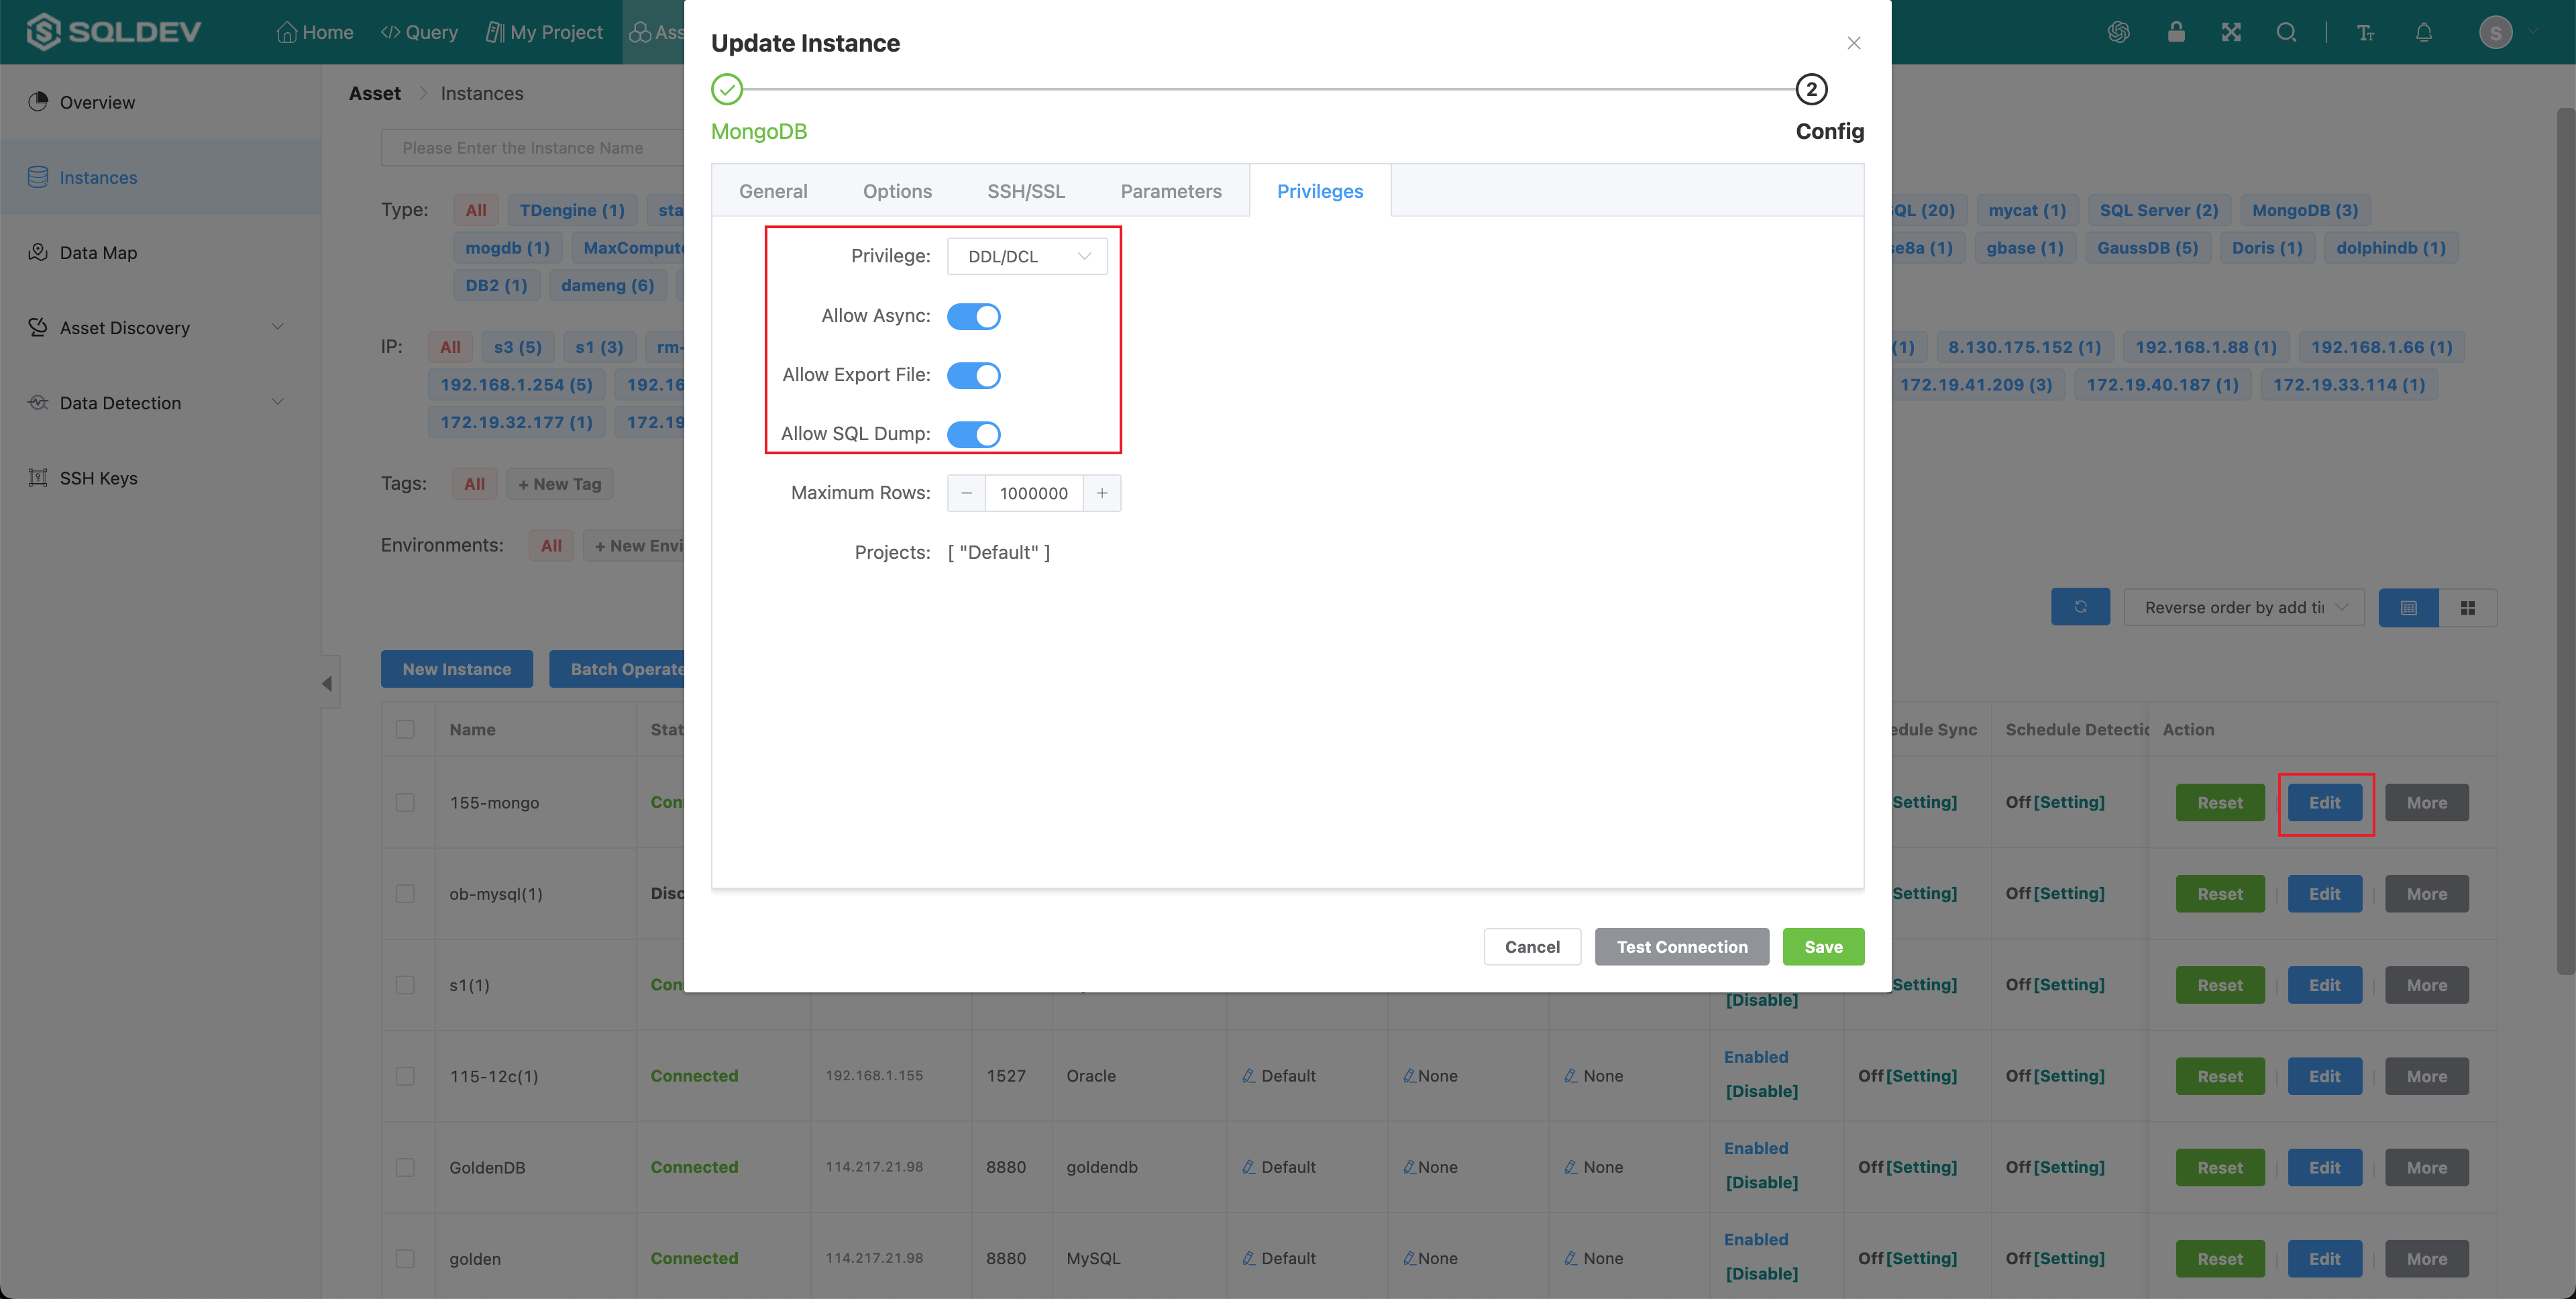 SQLDEV
Home
Query
My Project
Ass
S
Overview
Instances
Data Map
Asset Discovery
Data Detection
SSH Keys
Asset > Instances
Please Enter the Instance Name
Type: All TDengine (1) sta
mogdb (1) MaxCompute
DB2 (1) dameng (6)
QL (20) mycat (1) SQL Server (2) MongoDB (3)
se8a (1) gbase (1) GaussDB (5) Doris (1) dolphindb (1)
IP: All s3 (5) s1 (3) rm-
192.168.1.254 (5) 192.16
172.19.32.177 (1) 172.19
(1) 8.130.175.152 (1) 192.168.1.88 (1) 192.168.1.66 (1)
172.19.41.209 (3) 172.19.40.187 (1) 172.19.33.114 (1)
Tags: All + New Tag
Environments: All + New Envi
Reverse order by add ti
New Instance Batch Operate
Update Instance
2
MongoDB Config
General Options SSH/SSL Parameters Privileges
Privilege: DDL/DCL
Allow Async:
Allow Export File:
Allow SQL Dump:
Maximum Rows: − 1000000 +
Projects: [ "Default" ]
Cancel Test Connection Save
Name Stat edule Sync Schedule Detectio Action
155-mongo Con Setting] Off[Setting] Reset Edit More
ob-mysql(1) Disc Setting] Off[Setting] Reset Edit More
s1(1) Con [Disable] Setting] Off[Setting] Reset Edit More
115-12c(1) Connected 192.168.1.155 1527 Oracle Default None None Enabled [Disable] Off[Setting] Off[Setting] Reset Edit More
GoldenDB Connected 114.217.21.98 8880 goldendb Default None None Enabled [Disable] Off[Setting] Off[Setting] Reset Edit More
golden Connected 114.217.21.98 8880 MySQL Default None None Enabled [Disable] Off[Setting] Off[Setting] Reset Edit More